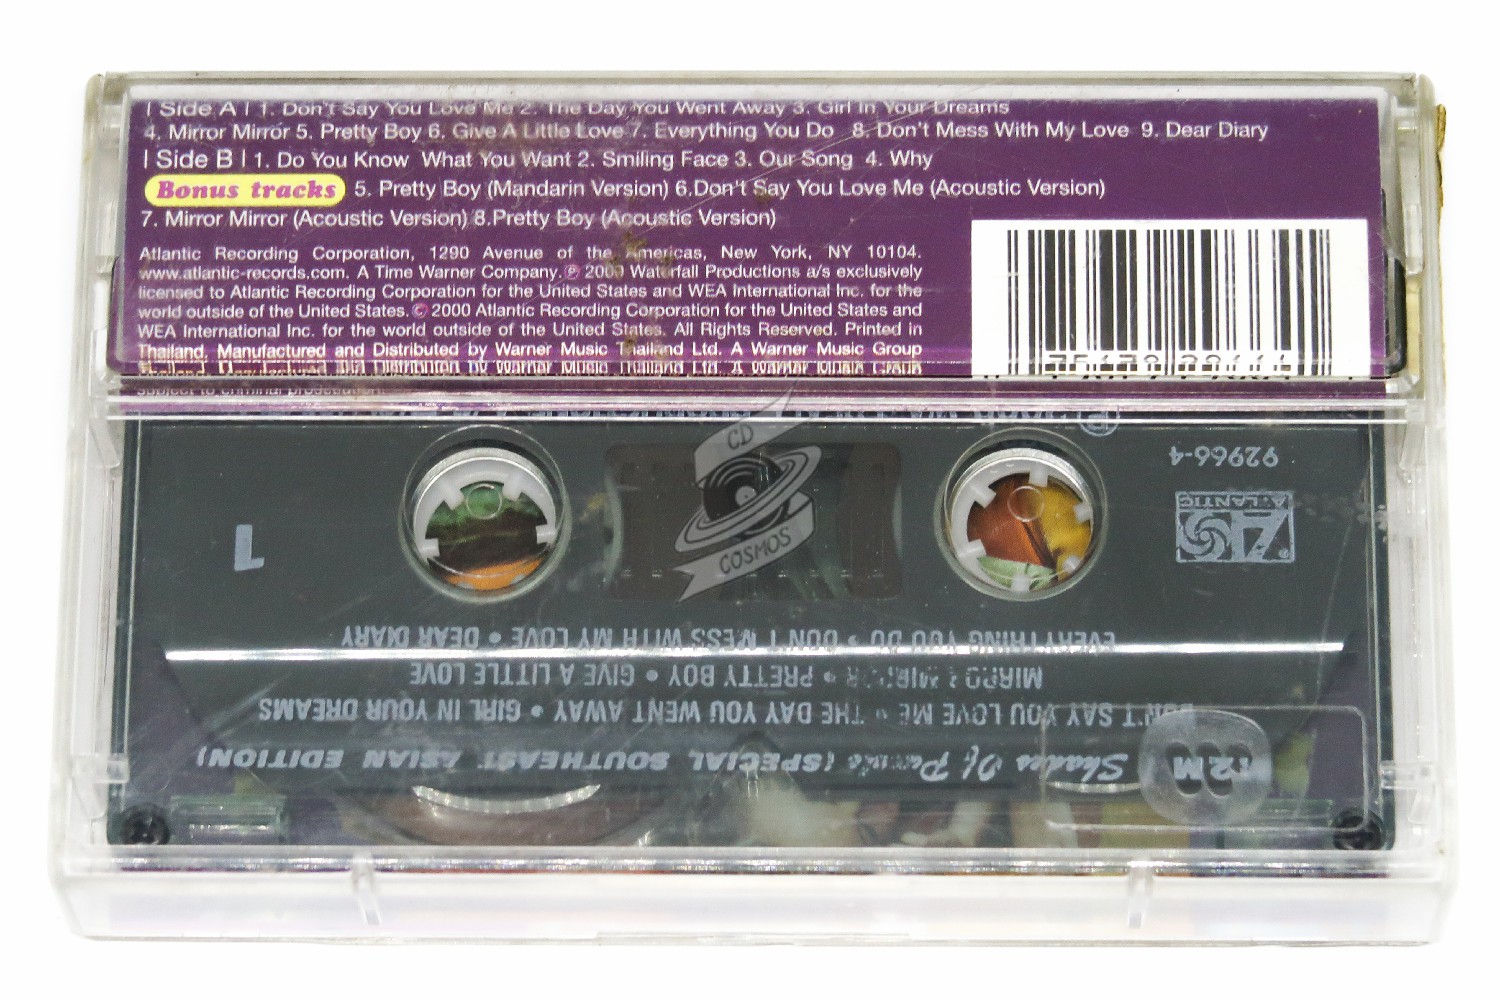 | Side A | 1. Don't Say You Love Me 2. The Day You Went Away 3. Girl In Your Dreams
4. Mirror Mirror 5. Pretty Boy 6. Give A Little Love 7. Everything You Do 8. Don't Mess With My Love 9. Dear Diary
| Side B | 1. Do You Know What You Want 2. Smiling Face 3. Our Song 4. Why
Bonus tracks 5. Pretty Boy (Mandarin Version) 6.Don't Say You Love Me (Acoustic Version)
7. Mirror Mirror (Acoustic Version) 8.Pretty Boy (Acoustic Version)
Atlantic Recording Corporation, 1290 Avenue of the Americas, New York, NY 10104.
www.atlantic-records.com. A Time Warner Company. ℗ 2000 Waterfall Productions a/s exclusively
licensed to Atlantic Recording Corporation for the United States and WEA International Inc. for the
world outside of the United States. © 2000 Atlantic Recording Corporation for the United States and
WEA International Inc. for the world outside of the United States. All Rights Reserved. Printed in
Thailand. Manufactured and Distributed by Warner Music Thailand Ltd. A Warner Music Group
subject to criminal prosecution
CD
COSMOS
92966-4
ATLANTIC
1
EVERYTHING YOU DO • DON'T MESS WITH MY LOVE • DEAR DIARY
MIRROR MIRROR • PRETTY BOY • GIVE A LITTLE LOVE
DON'T SAY YOU LOVE ME • THE DAY YOU WENT AWAY • GIRL IN YOUR DREAMS
Shades Of Purple (SPECIAL SOUTHEAST ASIAN EDITION)
m2m